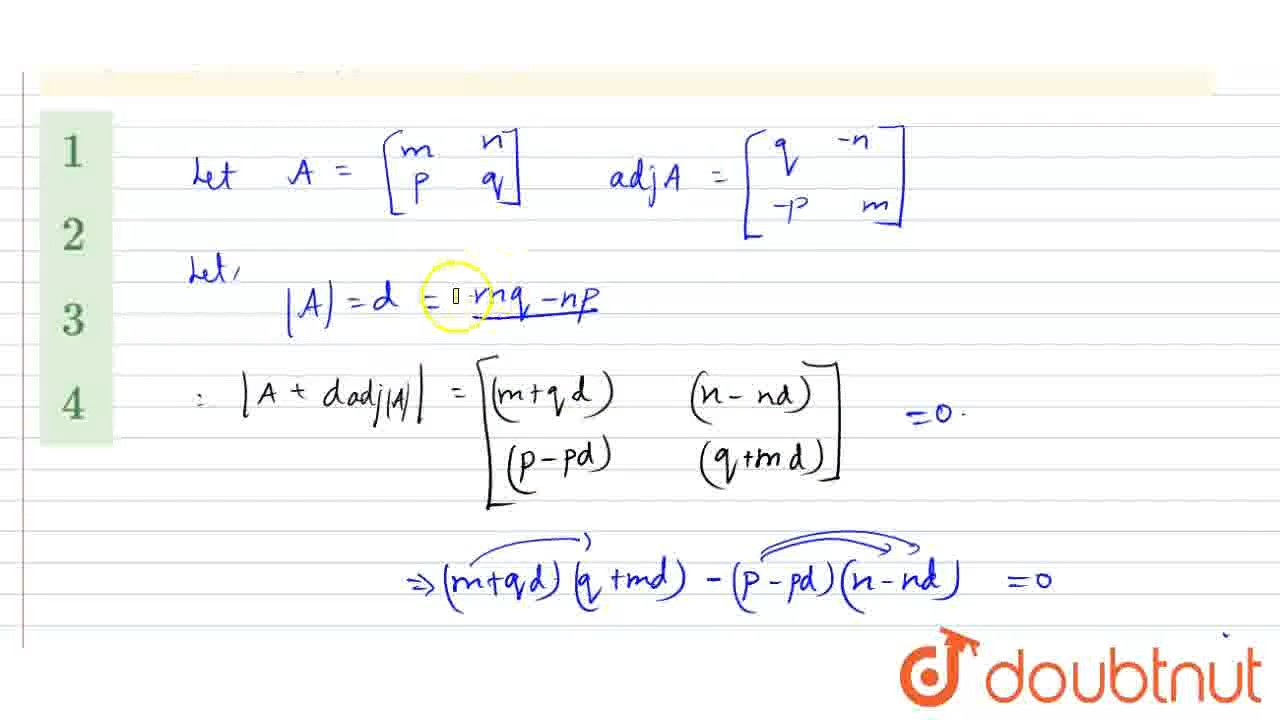 1
2
3
4
Let A = [m n
p q] adj A = [q -n
-p m]
Let,
|A| = d = mq - np
: |A + d adj(A)| = [(m+qd) (n-nd)
(p-pd) (q+md)] = 0.
⇒ (m+qd)(q+md) - (p-pd)(n-nd) = 0
doubtnut